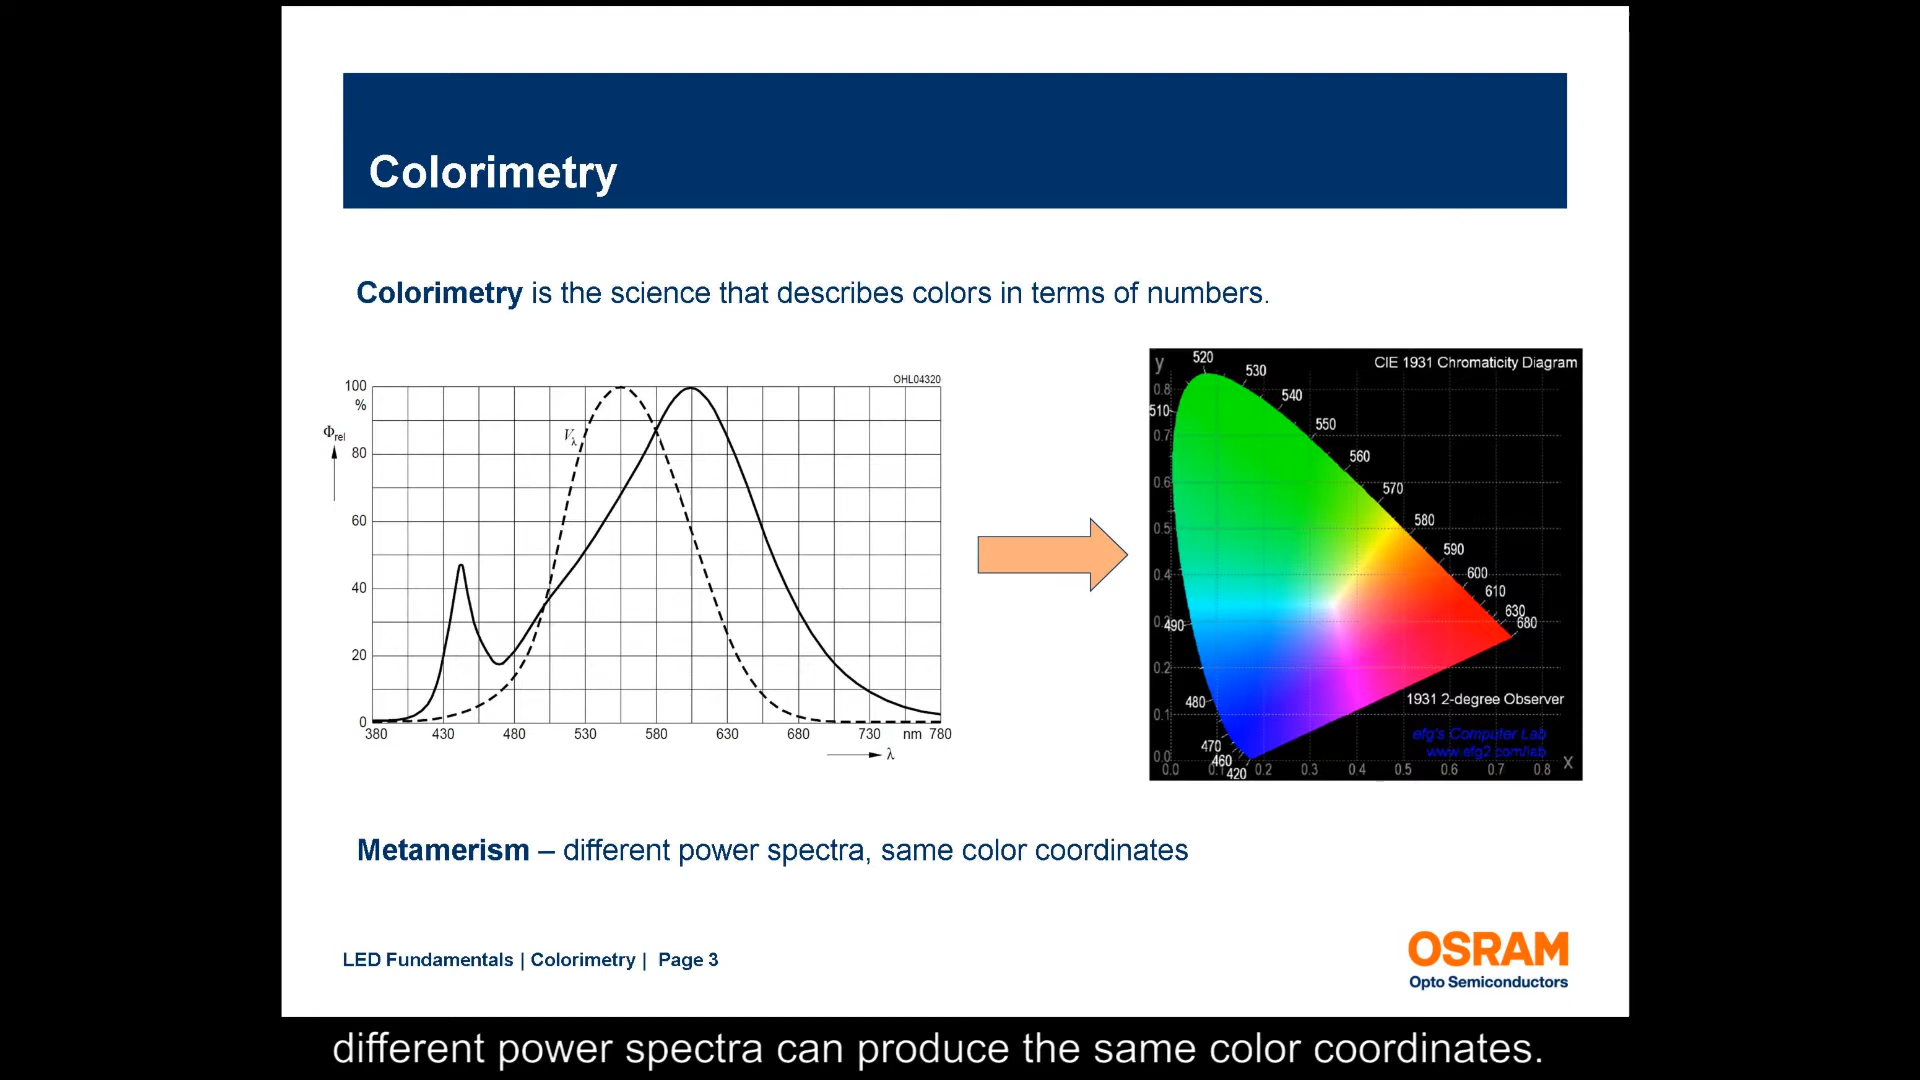 Colorimetry
Colorimetry is the science that describes colors in terms of numbers.
OHL04320
100
%
Φrel
Vλ
80
60
40
20
0
380 430 480 530 580 630 680 730 nm 780
λ
CIE 1931 Chromaticity Diagram
y
520
530
540
550
560
570
580
590
600
610
630
680
510
490
480
470
460
420
0.8
0.7
0.6
0.5
0.4
0.2
0.1
0.0
0.0 0.1 0.2 0.3 0.4 0.5 0.6 0.7 0.8 x
1931 2-degree Observer
efg's Computer Lab
www.efg2.com/lab
Metamerism – different power spectra, same color coordinates
LED Fundamentals | Colorimetry | Page 3
OSRAM
Opto Semiconductors
different power spectra can produce the same color coordinates.